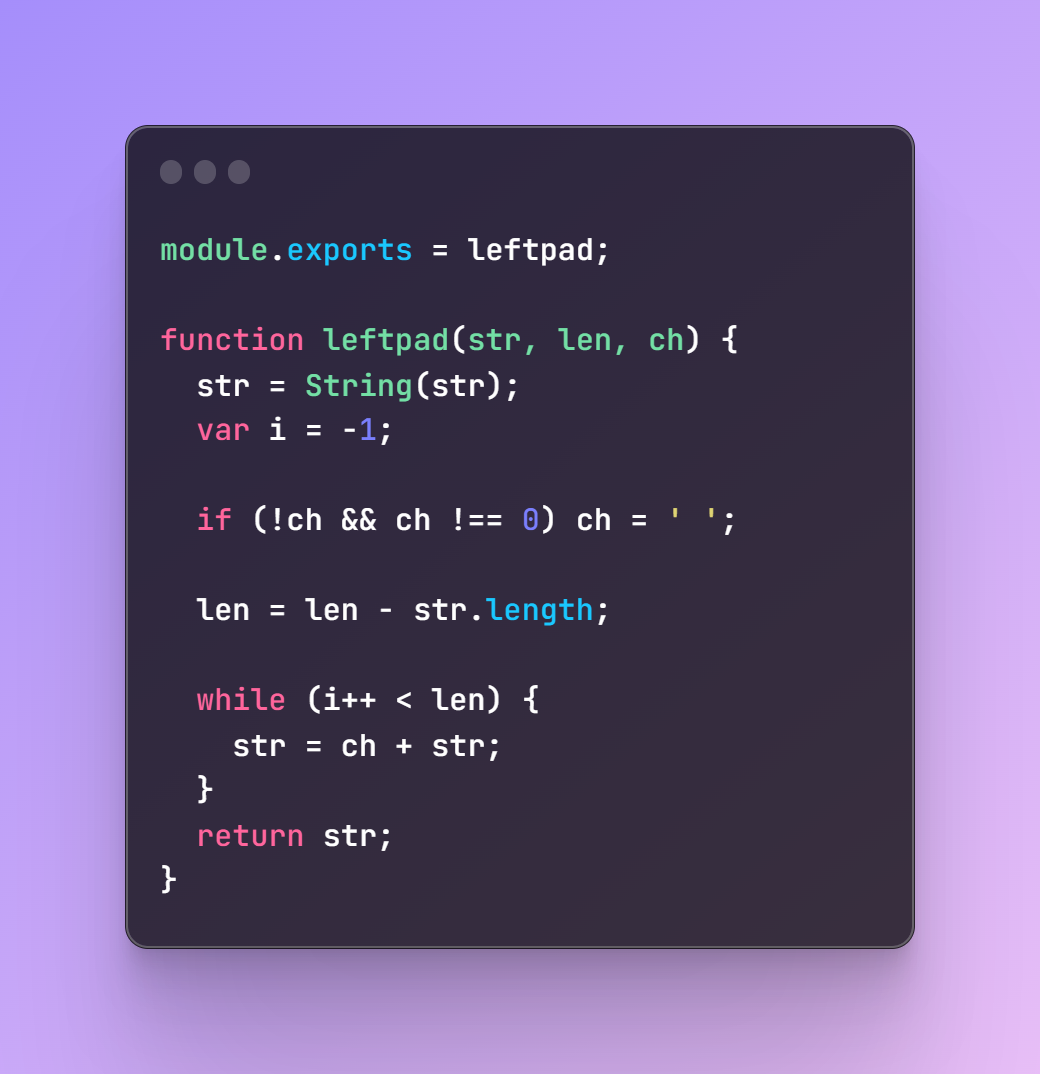 module.exports = leftpad;
function leftpad(str, len, ch) {
  str = String(str);
  var i = -1;
  if (!ch && ch !== 0) ch = ' ';
  len = len - str.length;
  while (i++ < len) {
    str = ch + str;
  }
  return str;
}